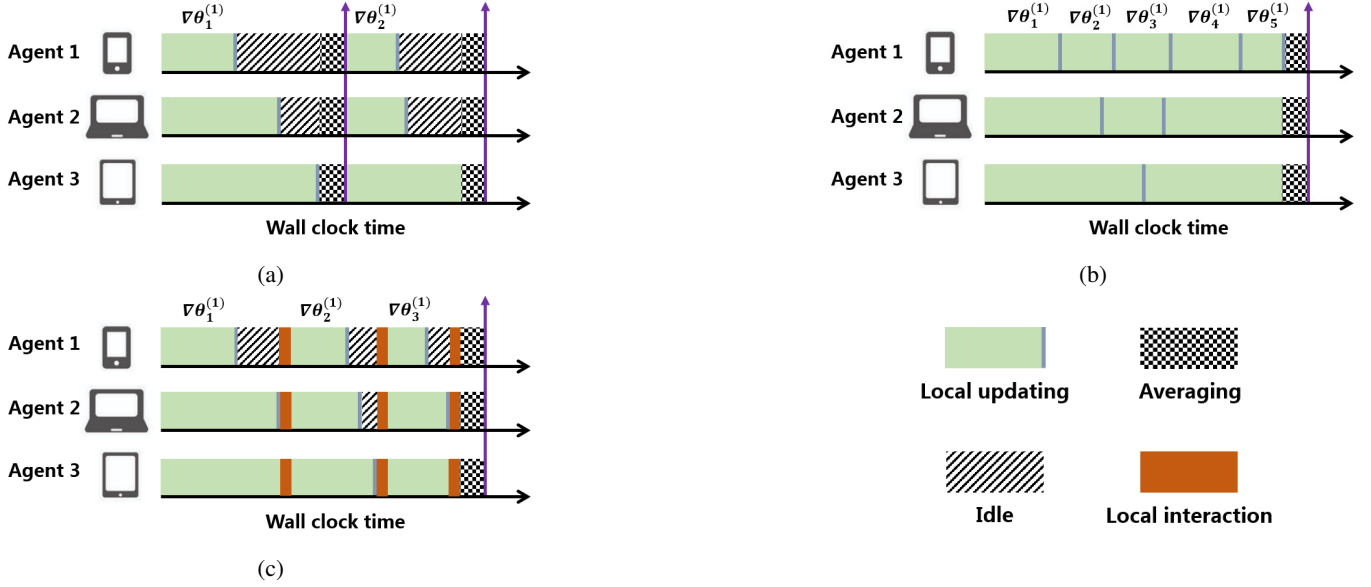 ∇θ₁⁽¹⁾ ∇θ₂⁽¹⁾
Agent 1
Agent 2
Agent 3
Wall clock time
(a)
∇θ₁⁽¹⁾ ∇θ₂⁽¹⁾ ∇θ₃⁽¹⁾ ∇θ₄⁽¹⁾ ∇θ₅⁽¹⁾
Agent 1
Agent 2
Agent 3
Wall clock time
(b)
∇θ₁⁽¹⁾ ∇θ₂⁽¹⁾ ∇θ₃⁽¹⁾
Agent 1
Agent 2
Agent 3
Wall clock time
(c)
Local updating
Averaging
Idle
Local interaction